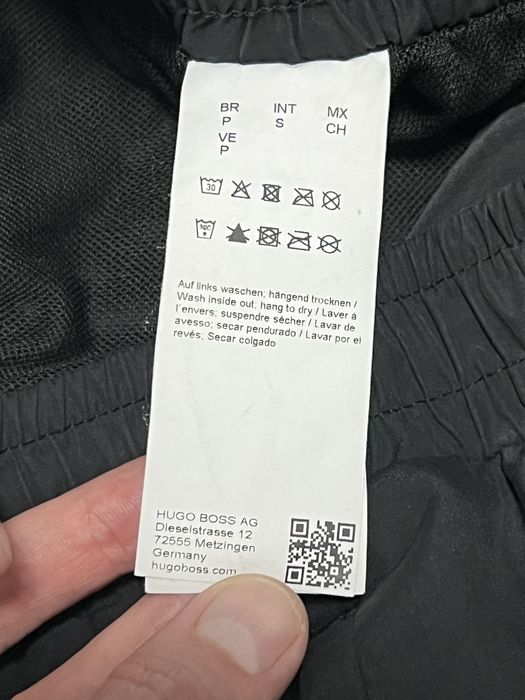 BR INT MX
P S CH
VE
P
30
30C
Auf links waschen; hängend trocknen /
Wash inside out; hang to dry / Laver à
l'envers; suspendre sécher / Lavar de
avesso; secar pendurado / Lavar por el
revés; Secar colgado
HUGO BOSS AG
Dieselstrasse 12
72555 Metzingen
Germany
hugoboss.com